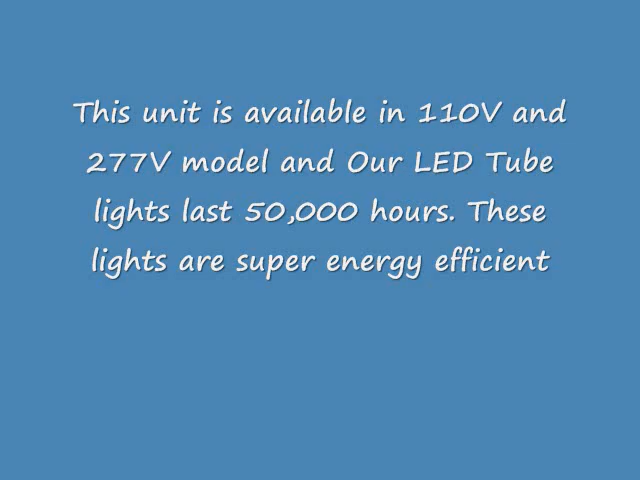 This unit is available in 110V and
277V model and Our LED Tube
lights last 50,000 hours. These
lights are super energy efficient